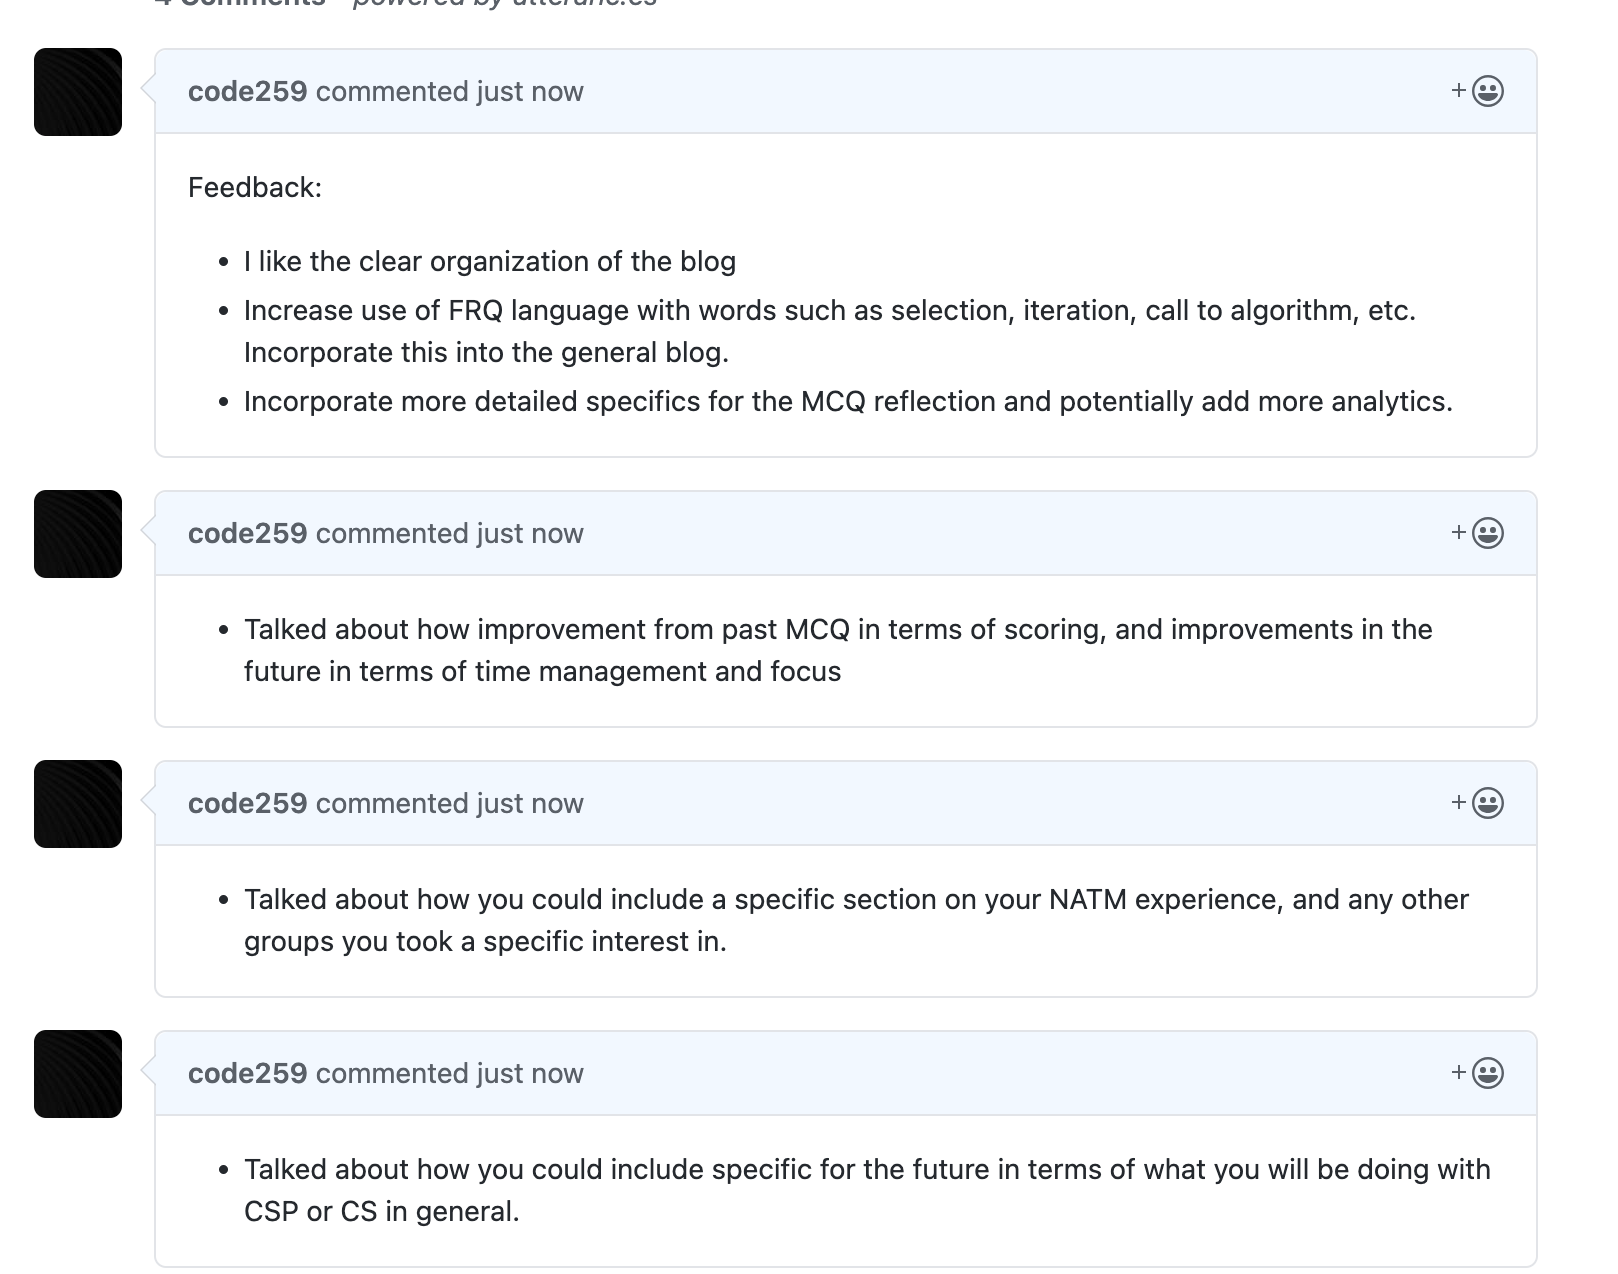 4 Comments - powered by utteranc.es
code259 commented just now
Feedback:
• I like the clear organization of the blog
• Increase use of FRQ language with words such as selection, iteration, call to algorithm, etc.
Incorporate this into the general blog.
• Incorporate more detailed specifics for the MCQ reflection and potentially add more analytics.
code259 commented just now
• Talked about how improvement from past MCQ in terms of scoring, and improvements in the
future in terms of time management and focus
code259 commented just now
• Talked about how you could include a specific section on your NATM experience, and any other
groups you took a specific interest in.
code259 commented just now
• Talked about how you could include specific for the future in terms of what you will be doing with
CSP or CS in general.